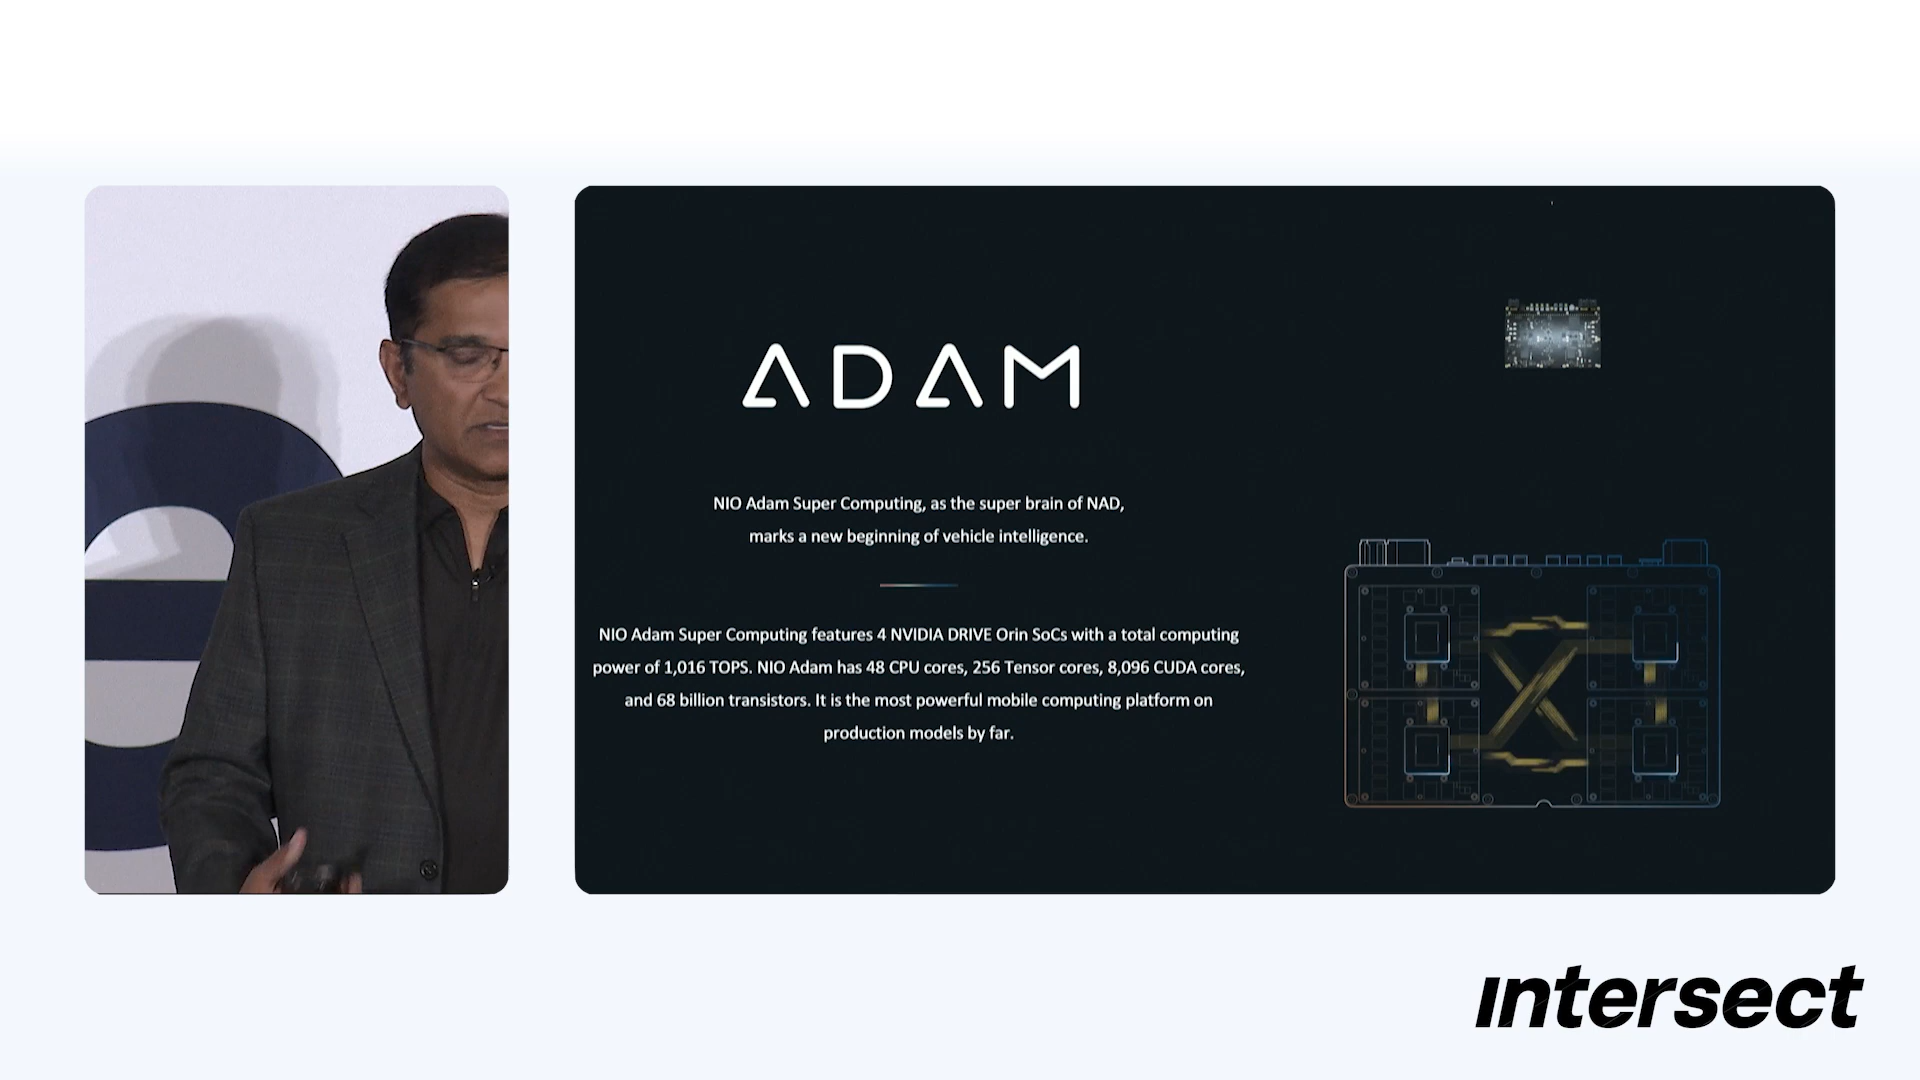 ADAM
NIO Adam Super Computing, as the super brain of NAD,
marks a new beginning of vehicle intelligence.
NIO Adam Super Computing features 4 NVIDIA DRIVE Orin SoCs with a total computing
power of 1,016 TOPS. NIO Adam has 48 CPU cores, 256 Tensor cores, 8,096 CUDA cores,
and 68 billion transistors. It is the most powerful mobile computing platform on
production models by far.
intersect